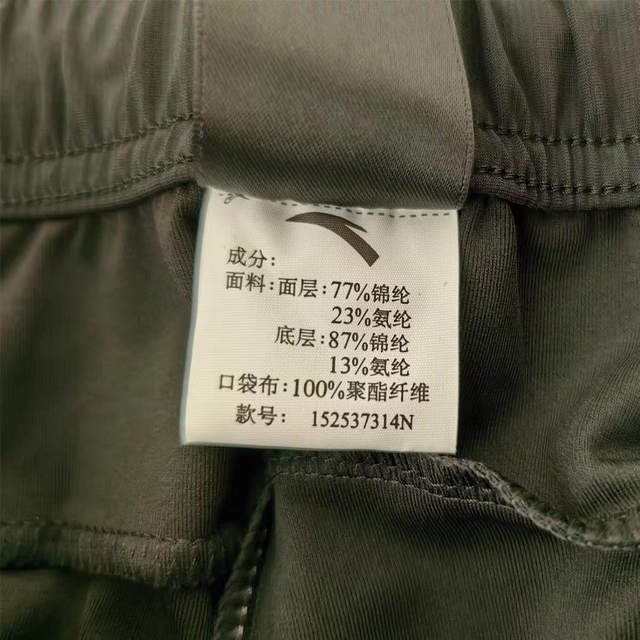 成分:
面料:面层:77%锦纶
23%氨纶
底层:87%锦纶
13%氨纶
口袋布:100%聚酯纤维
款号: 152537314N